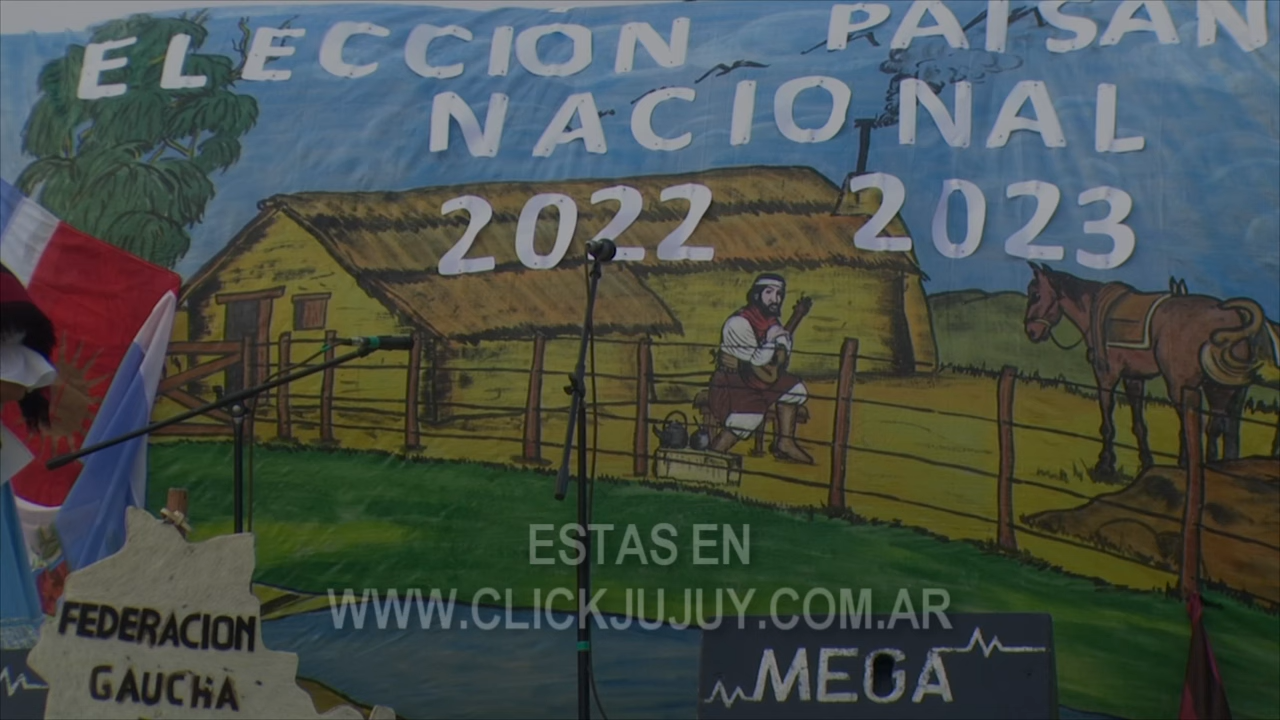 ELECCIÓN PAISAN
NACIONAL
2022 2023
ESTAS EN
WWW.CLICKJUJUY.COM.AR
FEDERACION
GAUCHA
MEGA